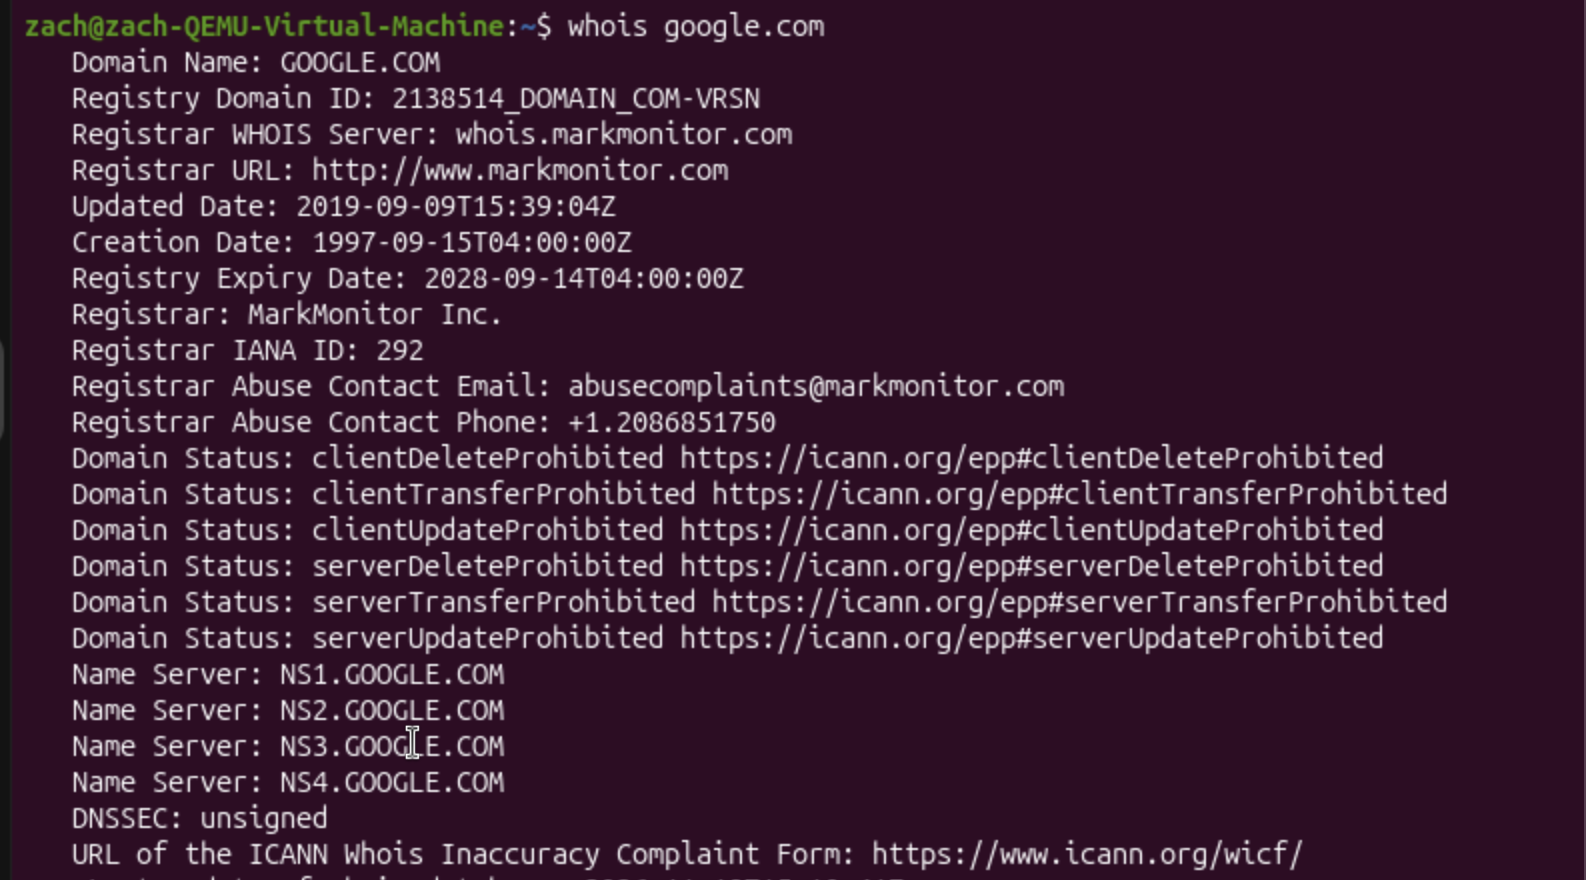 zach@zach-QEMU-Virtual-Machine:~$ whois google.com
Domain Name: GOOGLE.COM
Registry Domain ID: 2138514_DOMAIN_COM-VRSN
Registrar WHOIS Server: whois.markmonitor.com
Registrar URL: http://www.markmonitor.com
Updated Date: 2019-09-09T15:39:04Z
Creation Date: 1997-09-15T04:00:00Z
Registry Expiry Date: 2028-09-14T04:00:00Z
Registrar: MarkMonitor Inc.
Registrar IANA ID: 292
Registrar Abuse Contact Email: abusecomplaints@markmonitor.com
Registrar Abuse Contact Phone: +1.2086851750
Domain Status: clientDeleteProhibited https://icann.org/epp#clientDeleteProhibited
Domain Status: clientTransferProhibited https://icann.org/epp#clientTransferProhibited
Domain Status: clientUpdateProhibited https://icann.org/epp#clientUpdateProhibited
Domain Status: serverDeleteProhibited https://icann.org/epp#serverDeleteProhibited
Domain Status: serverTransferProhibited https://icann.org/epp#serverTransferProhibited
Domain Status: serverUpdateProhibited https://icann.org/epp#serverUpdateProhibited
Name Server: NS1.GOOGLE.COM
Name Server: NS2.GOOGLE.COM
Name Server: NS3.GOOGLE.COM
Name Server: NS4.GOOGLE.COM
DNSSEC: unsigned
URL of the ICANN Whois Inaccuracy Complaint Form: https://www.icann.org/wicf/